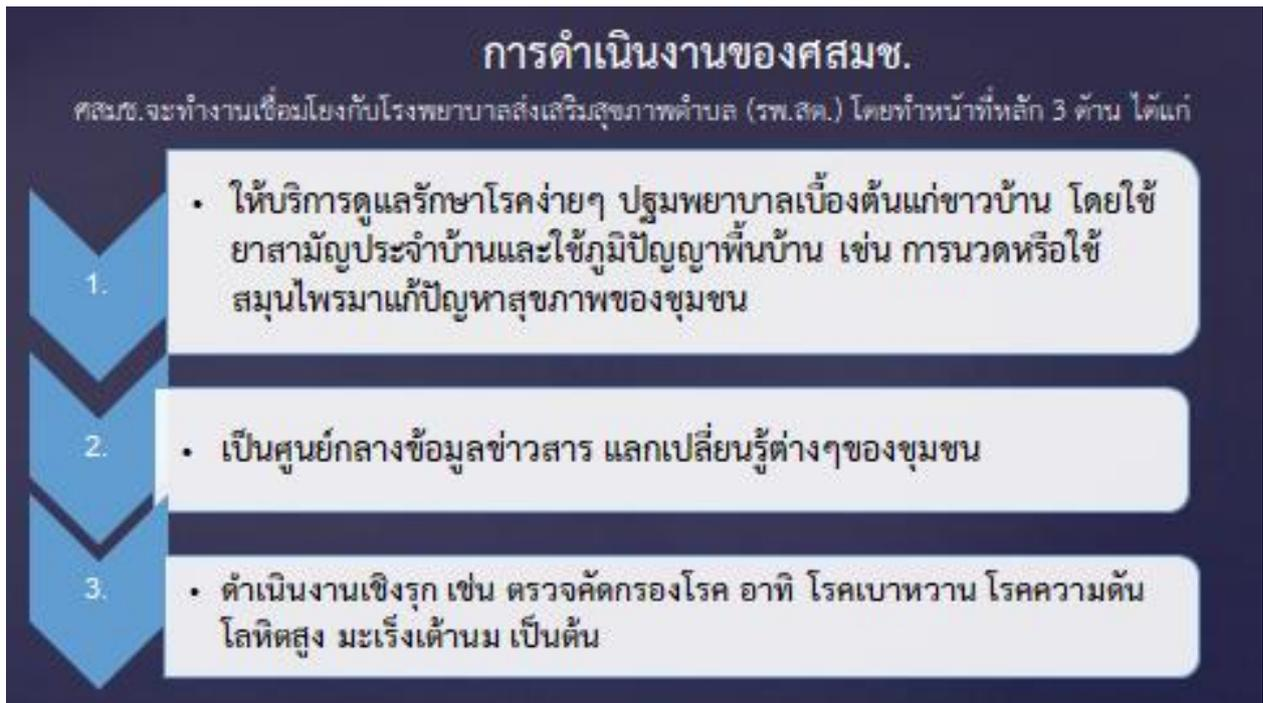 การดำเนินงานของศสมช.
ศสมช.จะทำงานเชื่อมโยงกับโรงพยาบาลส่งเสริมสุขภาพตำบล (รพ.สต.) โดยทำหน้าที่หลัก 3 ด้าน ได้แก่
1.
• ให้บริการดูแลรักษาโรคง่ายๆ ปฐมพยาบาลเบื้องต้นแก่ชาวบ้าน โดยใช้
ยาสามัญประจำบ้านและใช้ภูมิปัญญาพื้นบ้าน เช่น การนวดหรือใช้
สมุนไพรมาแก้ปัญหาสุขภาพของชุมชน
2.
• เป็นศูนย์กลางข้อมูลข่าวสาร แลกเปลี่ยนรู้ต่างๆของชุมชน
3.
• ดำเนินงานเชิงรุก เช่น ตรวจคัดกรองโรค อาทิ โรคเบาหวาน โรคความดัน
โลหิตสูง มะเร็งเต้านม เป็นต้น